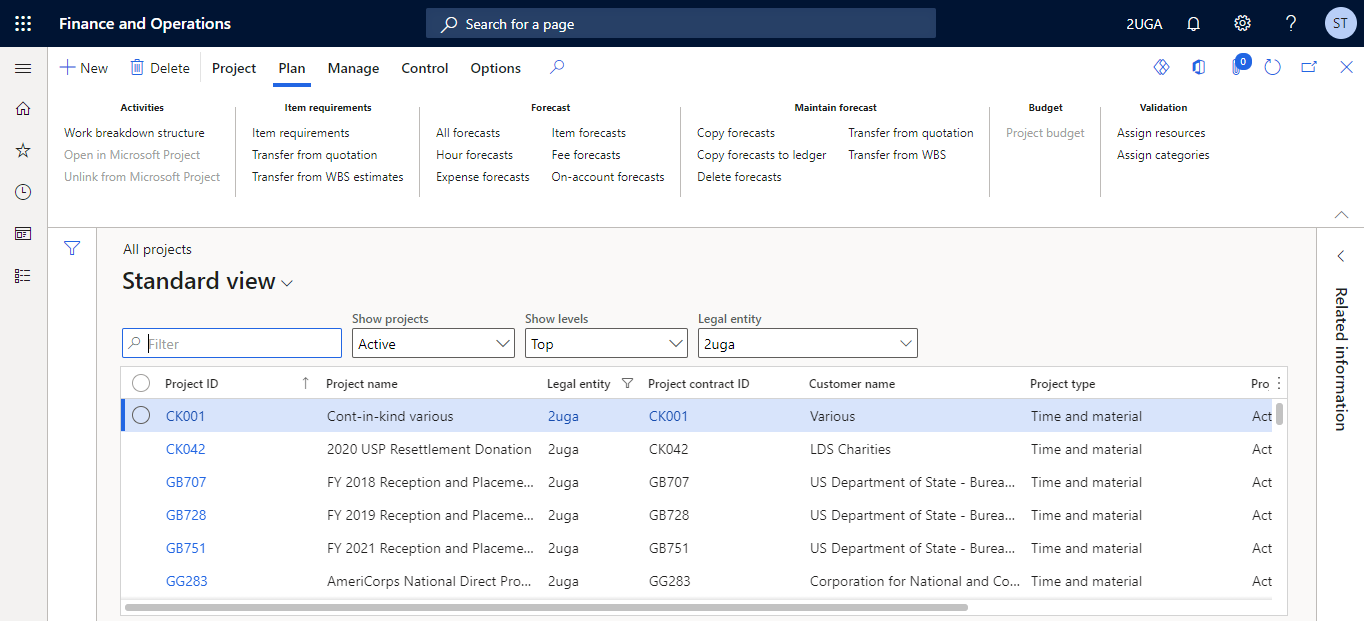 Finance and Operations
Search for a page
2UGA
?
ST
New
Delete
Project
Plan
Manage
Control
Options
0
Activities
Work breakdown structure
Open in Microsoft Project
Unlink from Microsoft Project
Item requirements
Item requirements
Transfer from quotation
Transfer from WBS estimates
Forecast
All forecasts
Item forecasts
Hour forecasts
Fee forecasts
Expense forecasts
On-account forecasts
Maintain forecast
Copy forecasts
Transfer from quotation
Copy forecasts to ledger
Transfer from WBS
Delete forecasts
Budget
Project budget
Validation
Assign resources
Assign categories
All projects
Standard view
Filter
Show projects
Active
Show levels
Top
Legal entity
2uga
Project ID Project name Legal entity Project contract ID Customer name Project type Pro
CK001 Cont-in-kind various 2uga CK001 Various Time and material Act
CK042 2020 USP Resettlement Donation 2uga CK042 LDS Charities Time and material Act
GB707 FY 2018 Reception and Placeme... 2uga GB707 US Department of State - Burea... Time and material Act
GB728 FY 2019 Reception and Placeme... 2uga GB728 US Department of State - Burea... Time and material Act
GB751 FY 2021 Reception and Placeme... 2uga GB751 US Department of State - Burea... Time and material Act
GG283 AmeriCorps National Direct Pro... 2uga GG283 Corporation for National and Co... Time and material Act
Related information